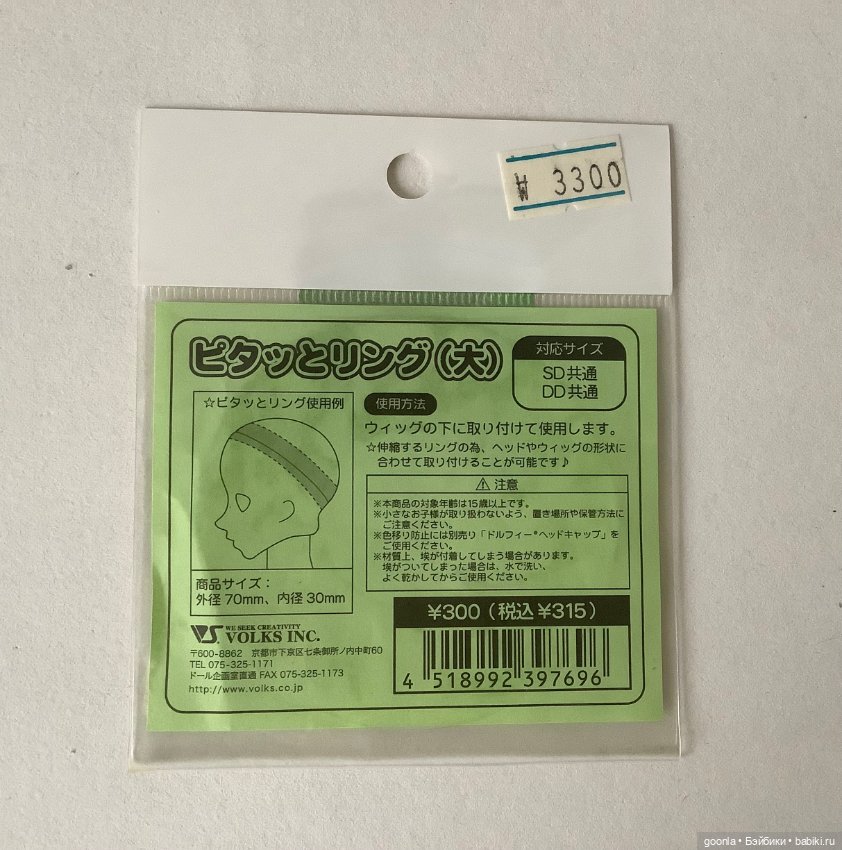 ₩ 3300
ピタッとリング(大)
対応サイズ
SD共通
DD共通
☆ピタッとリング使用例
使用方法
ウィッグの下に取り付けて使用します。
☆伸縮するリングの為、ヘッドやウィッグの形状に
合わせて取り付けることが可能です♪
⚠注意
※本商品の対象年齢は15歳以上です。
※小さなお子様が取り扱わないよう、置き場所や保管方法に
ご注意ください。
※色移り防止には別売り「ドルフィー®ヘッドキャップ」を
ご使用ください。
※材質上、埃が付着してしまう場合があります。
埃がついてしまった場合は、水で洗い、
よく乾かしてからご使用ください。
商品サイズ:
外径70mm、内径30mm
¥300(税込¥315)
4 518992 397696
VS WE SEEK CREATIVITY
VOLKS INC.
〒600-8862 京都市下京区七条御所ノ内中町60
TEL 075-325-1171
ドール企画室直通 FAX 075-325-1173
http://www.volks.co.jp
goonla • Бэйбики • babiki.ru